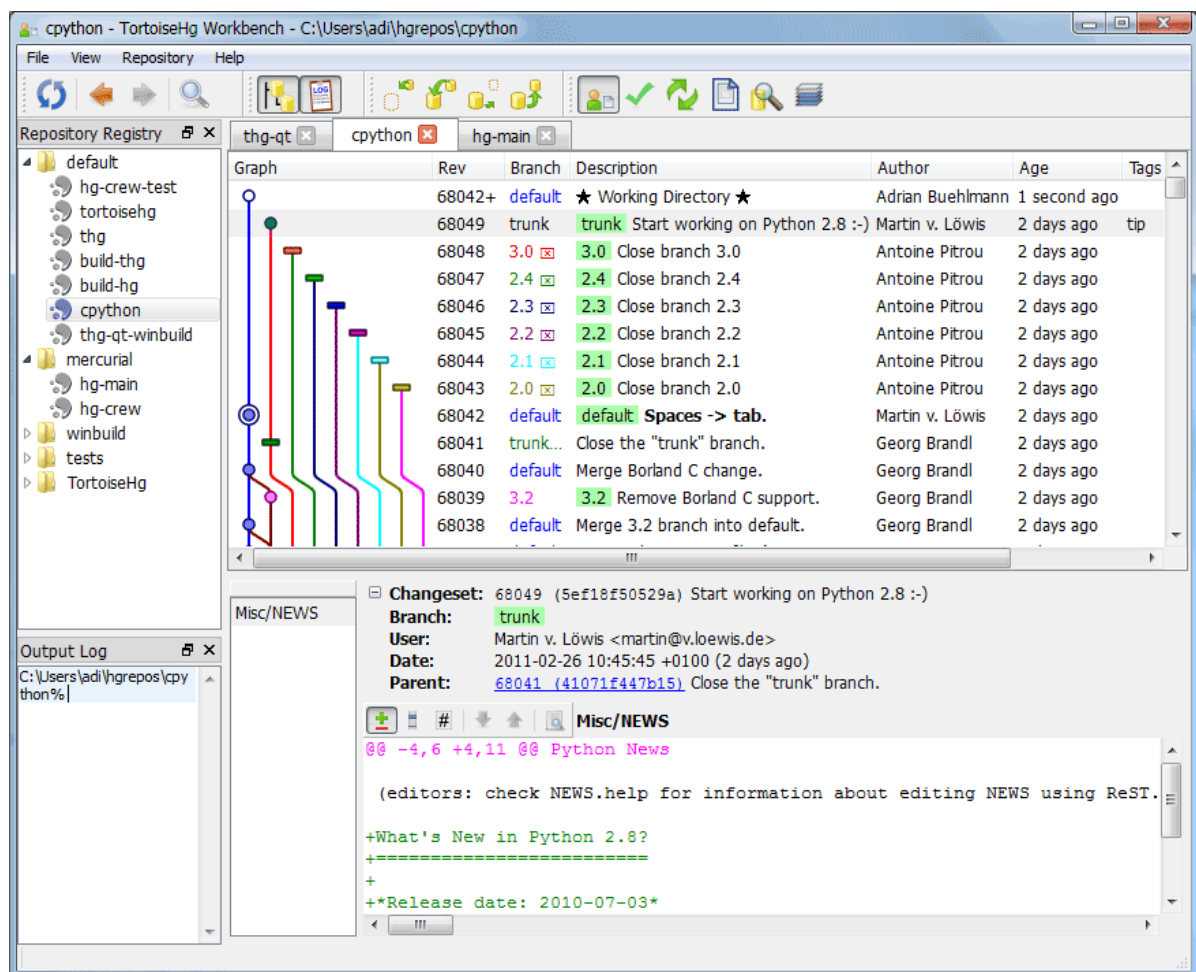 cpython - TortoiseHg Workbench - C:\Users\adi\hgrepos\cpython
File View Repository Help
LOG
Repository Registry
default
hg-crew-test
tortoisehg
thg
build-thg
build-hg
cpython
thg-qt-winbuild
mercurial
hg-main
hg-crew
winbuild
tests
TortoiseHg
thg-qt cpython hg-main
Graph Rev Branch Description Author Age Tags
68042+ default ★ Working Directory ★ Adrian Buehlmann 1 second ago
68049 trunk trunk Start working on Python 2.8 :-) Martin v. Löwis 2 days ago tip
68048 3.0 3.0 Close branch 3.0 Antoine Pitrou 2 days ago
68047 2.4 2.4 Close branch 2.4 Antoine Pitrou 2 days ago
68046 2.3 2.3 Close branch 2.3 Antoine Pitrou 2 days ago
68045 2.2 2.2 Close branch 2.2 Antoine Pitrou 2 days ago
68044 2.1 2.1 Close branch 2.1 Antoine Pitrou 2 days ago
68043 2.0 2.0 Close branch 2.0 Antoine Pitrou 2 days ago
68042 default default Spaces -> tab. Martin v. Löwis 2 days ago
68041 trunk... Close the "trunk" branch. Georg Brandl 2 days ago
68040 default Merge Borland C change. Georg Brandl 2 days ago
68039 3.2 3.2 Remove Borland C support. Georg Brandl 2 days ago
68038 default Merge 3.2 branch into default. Georg Brandl 2 days ago
Output Log
C:\Users\adi\hgrepos\cpy
thon%
Misc/NEWS
Changeset: 68049 (5ef18f50529a) Start working on Python 2.8 :-)
Branch: trunk
User: Martin v. Löwis <martin@v.loewis.de>
Date: 2011-02-26 10:45:45 +0100 (2 days ago)
Parent: 68041 (41071f447b15) Close the "trunk" branch.
# Misc/NEWS
@@ -4,6 +4,11 @@ Python News
(editors: check NEWS.help for information about editing NEWS using ReST.
+What's New in Python 2.8?
+=========================
+
+*Release date: 2010-07-03*